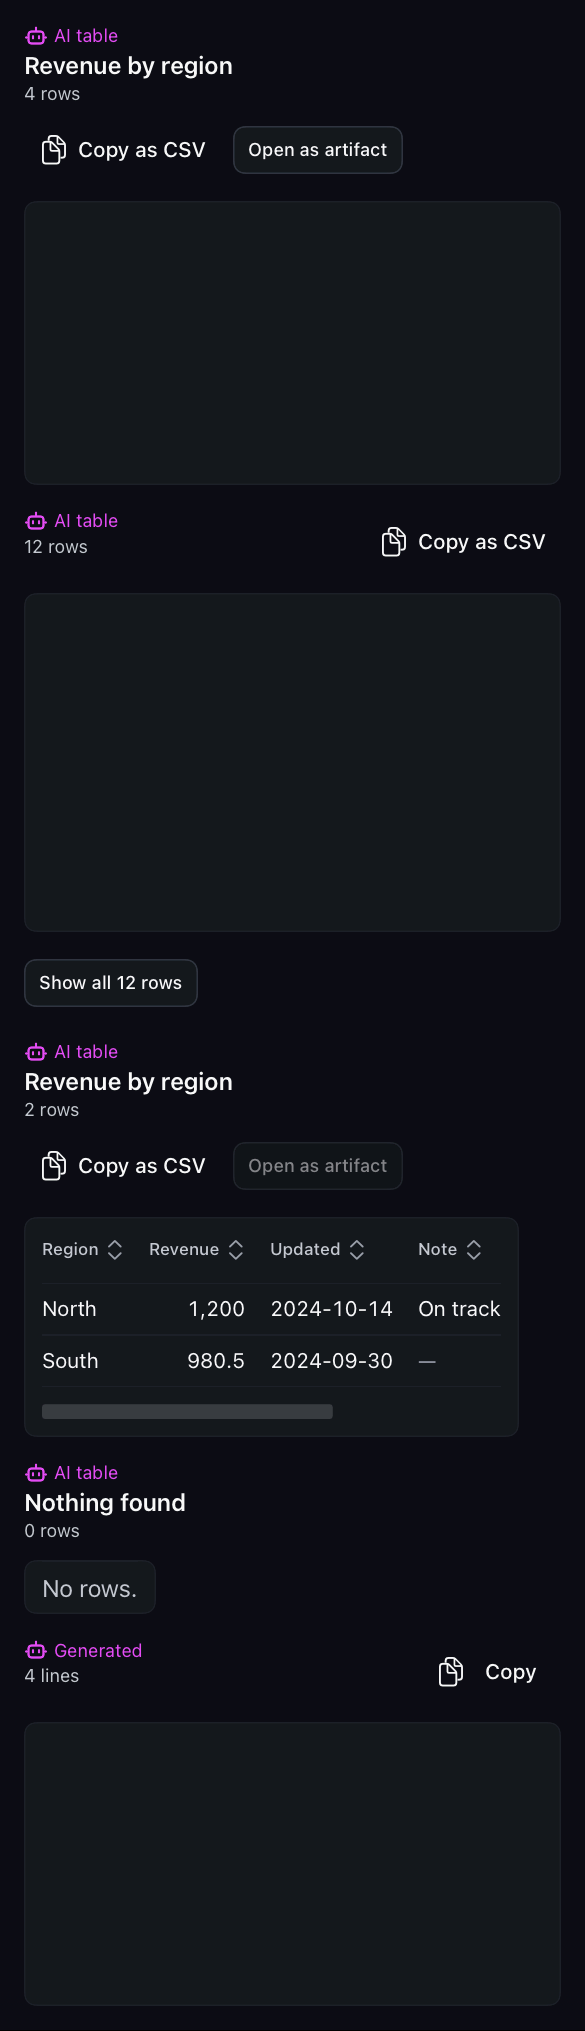 AI table
Revenue by region
4 rows
Copy as CSV Open as artifact
AI table
12 rows
Copy as CSV
Show all 12 rows
AI table
Revenue by region
2 rows
Copy as CSV Open as artifact
Region Revenue Updated Note
North 1,200 2024-10-14 On track
South 980.5 2024-09-30 —
AI table
Nothing found
0 rows
No rows.
Generated
4 lines
Copy